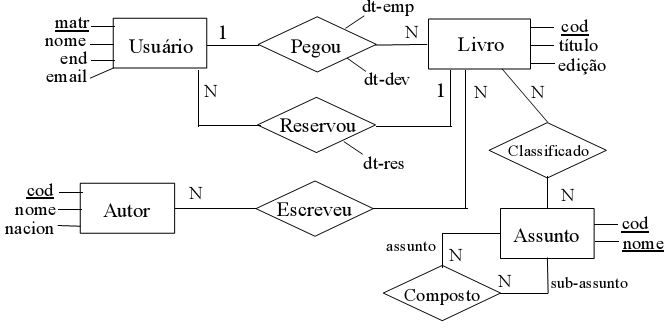 dt-emp
matr
nome
end
email
Usuário
1
Pegou
N
Livro
cod
título
edição
dt-dev
N
Reservou
1
N
N
dt-res
Classificado
cod
nome
nacion
Autor
N
Escreveu
N
Assunto
cod
nome
assunto
N
Composto
N
sub-assunto